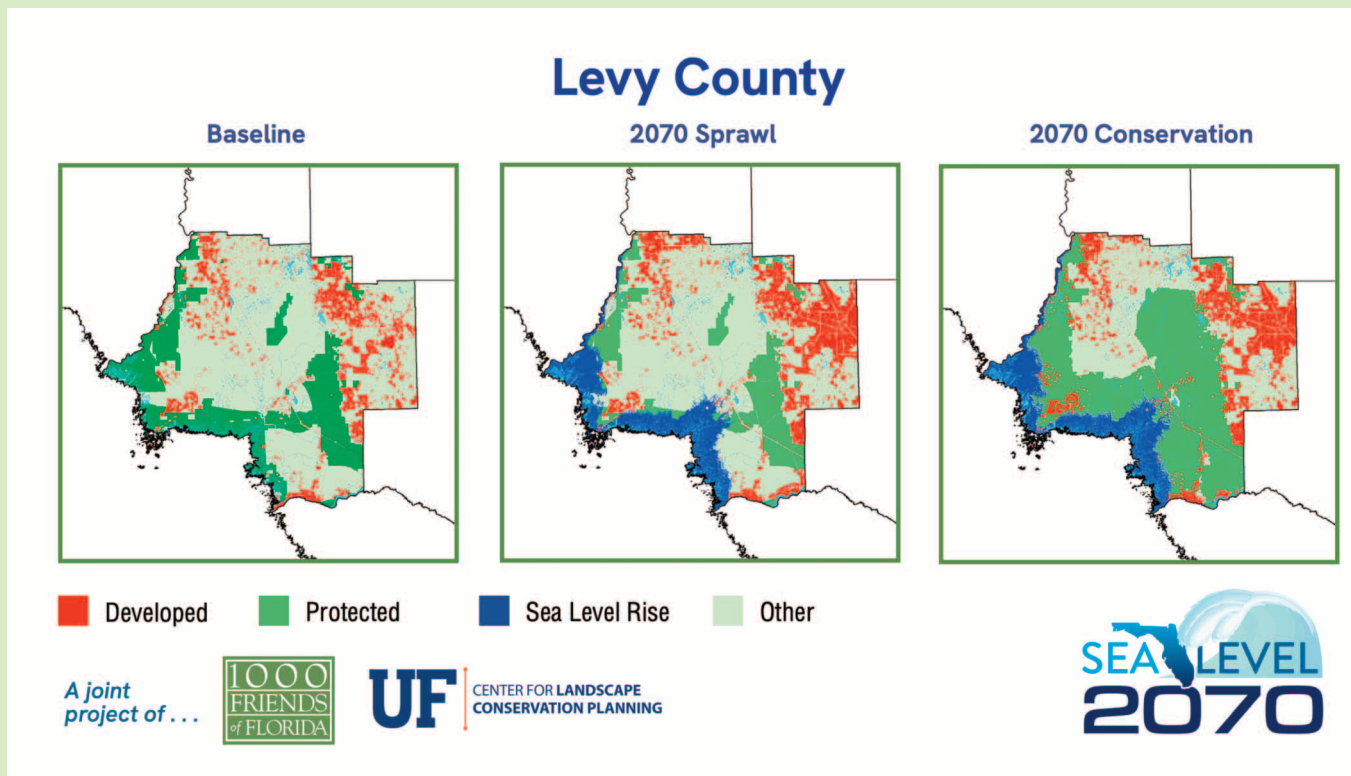 Levy County
Baseline
2070 Sprawl
2070 Conservation
Developed
Protected
Sea Level Rise
Other
A joint
project of . . .
1000
FRIENDS
of FLORIDA
UF
CENTER FOR LANDSCAPE
CONSERVATION PLANNING
SEA LEVEL
2070